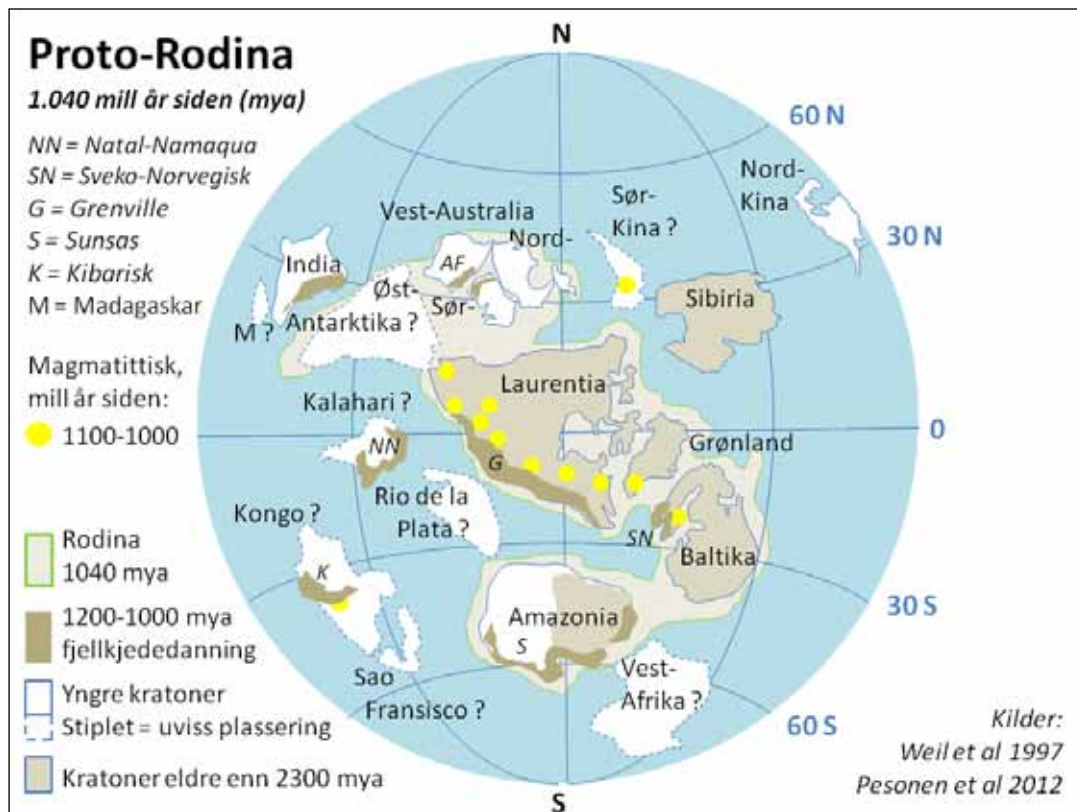 Proto-Rodina
1.040 mill år siden (mya)
NN = Natal-Namaqua
SN = Sveko-Norvegisk
G = Grenville
S = Sunsas
K = Kibarisk
M = Madagaskar
Magmatittisk,
mill år siden:
1100-1000
Rodina
1040 mya
1200-1000 mya
fjellkjededanning
Yngre kratoner
Stiplet = uviss plassering
Kratoner eldre enn 2300 mya
N
60 N
Nord-
Kina
30 N
Sør-
Kina ?
Vest-Australia
Nord-
AF
Sør-
India
Øst-
Antarktika ?
M ?
Sibiria
Laurentia
Kalahari ?
NN
G
Grønland
0
Rio de la
Plata ?
Kongo ?
K
SN
Baltika
Amazonia
S
30 S
Sao
Fransisco ?
Vest-
Afrika ?
60 S
S
Kilder:
Weil et al 1997
Pesonen et al 2012